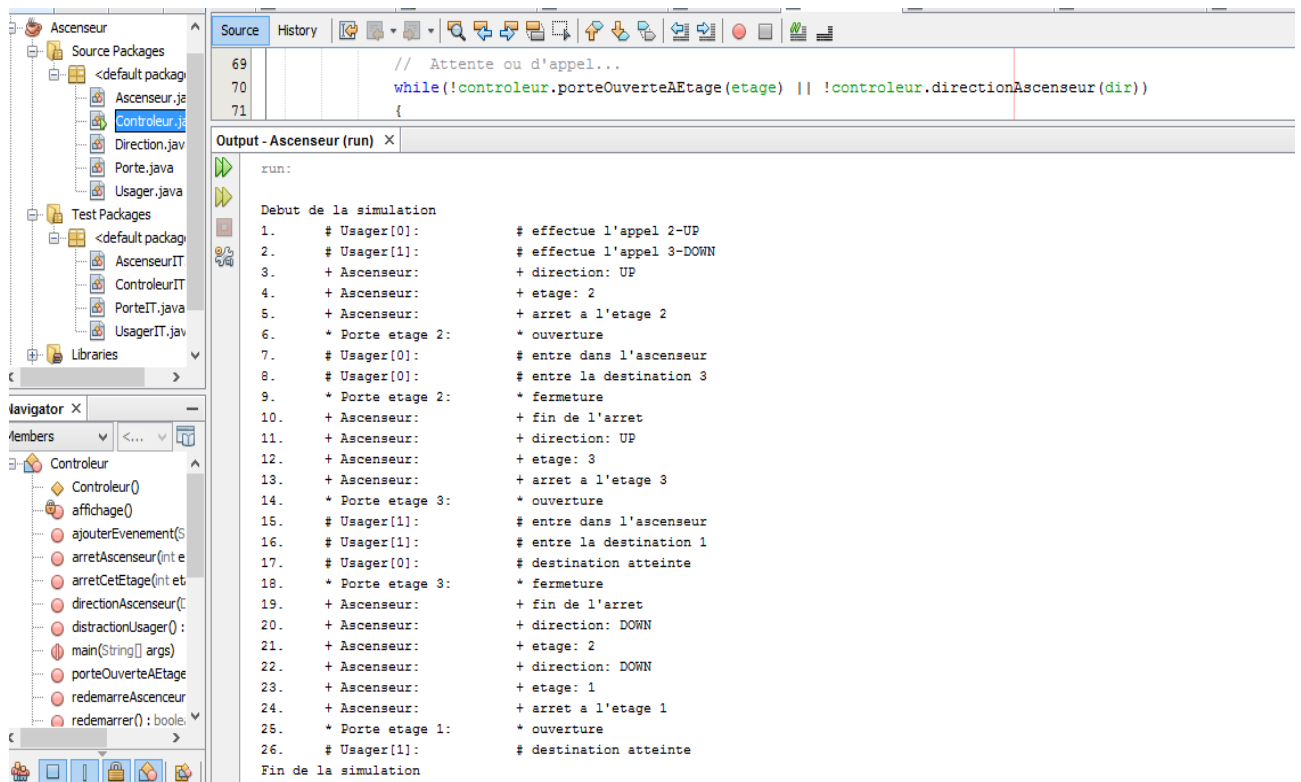 Ascenseur
Source Packages
<default packag
Ascenseur.ja
Controleur.ja
Direction.jav
Porte.java
Usager.java
Test Packages
<default packag
AscenseurIT
ControleurIT
PorteIT.java
UsagerIT.jav
Libraries
Navigator
Members
<...
Controleur
Controleur()
affichage()
ajouterEvenement(S
arretAscenseur(int e
arretCetEtage(int et
directionAscenseur(
distractionUsager() :
main(String[] args)
porteOuverteAEtage
redemarreAscenceur
redemarrer() : boole
Source History
69 // Attente ou d'appel...
70 while(!controleur.porteOuverteAEtage(etage) || !controleur.directionAscenseur(dir))
71 {
Output - Ascenseur (run)
run:
Debut de la simulation
1. # Usager[0]: # effectue l'appel 2-UP
2. # Usager[1]: # effectue l'appel 3-DOWN
3. + Ascenseur: + direction: UP
4. + Ascenseur: + etage: 2
5. + Ascenseur: + arret a l'etage 2
6. * Porte etage 2: * ouverture
7. # Usager[0]: # entre dans l'ascenseur
8. # Usager[0]: # entre la destination 3
9. * Porte etage 2: * fermeture
10. + Ascenseur: + fin de l'arret
11. + Ascenseur: + direction: UP
12. + Ascenseur: + etage: 3
13. + Ascenseur: + arret a l'etage 3
14. * Porte etage 3: * ouverture
15. # Usager[1]: # entre dans l'ascenseur
16. # Usager[1]: # entre la destination 1
17. # Usager[0]: # destination atteinte
18. * Porte etage 3: * fermeture
19. + Ascenseur: + fin de l'arret
20. + Ascenseur: + direction: DOWN
21. + Ascenseur: + etage: 2
22. + Ascenseur: + direction: DOWN
23. + Ascenseur: + etage: 1
24. + Ascenseur: + arret a l'etage 1
25. * Porte etage 1: * ouverture
26. # Usager[1]: # destination atteinte
Fin de la simulation